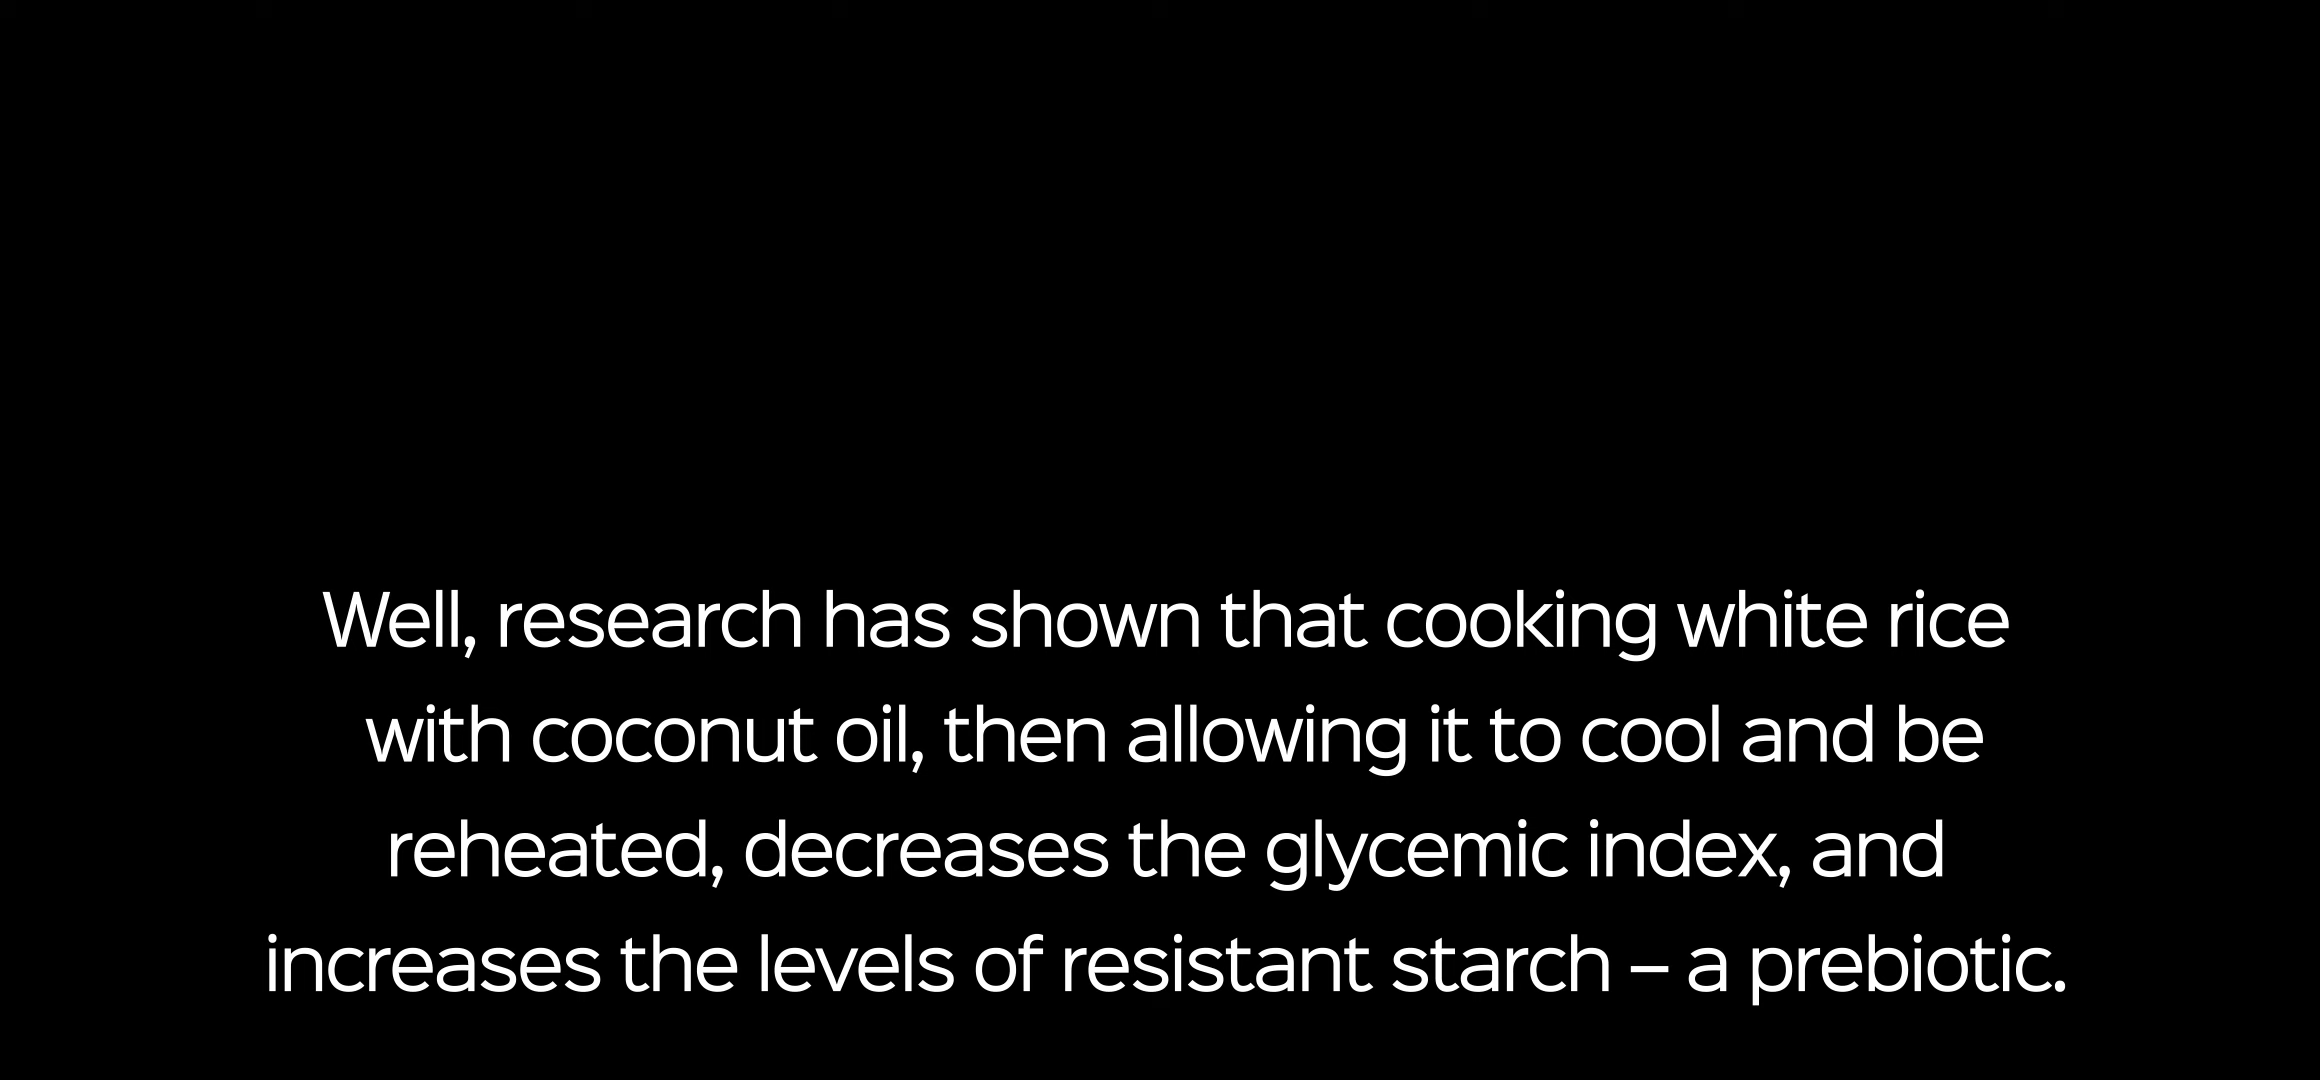 Well, research has shown that cooking white rice
with coconut oil, then allowing it to cool and be
reheated, decreases the glycemic index, and
increases the levels of resistant starch – a prebiotic.